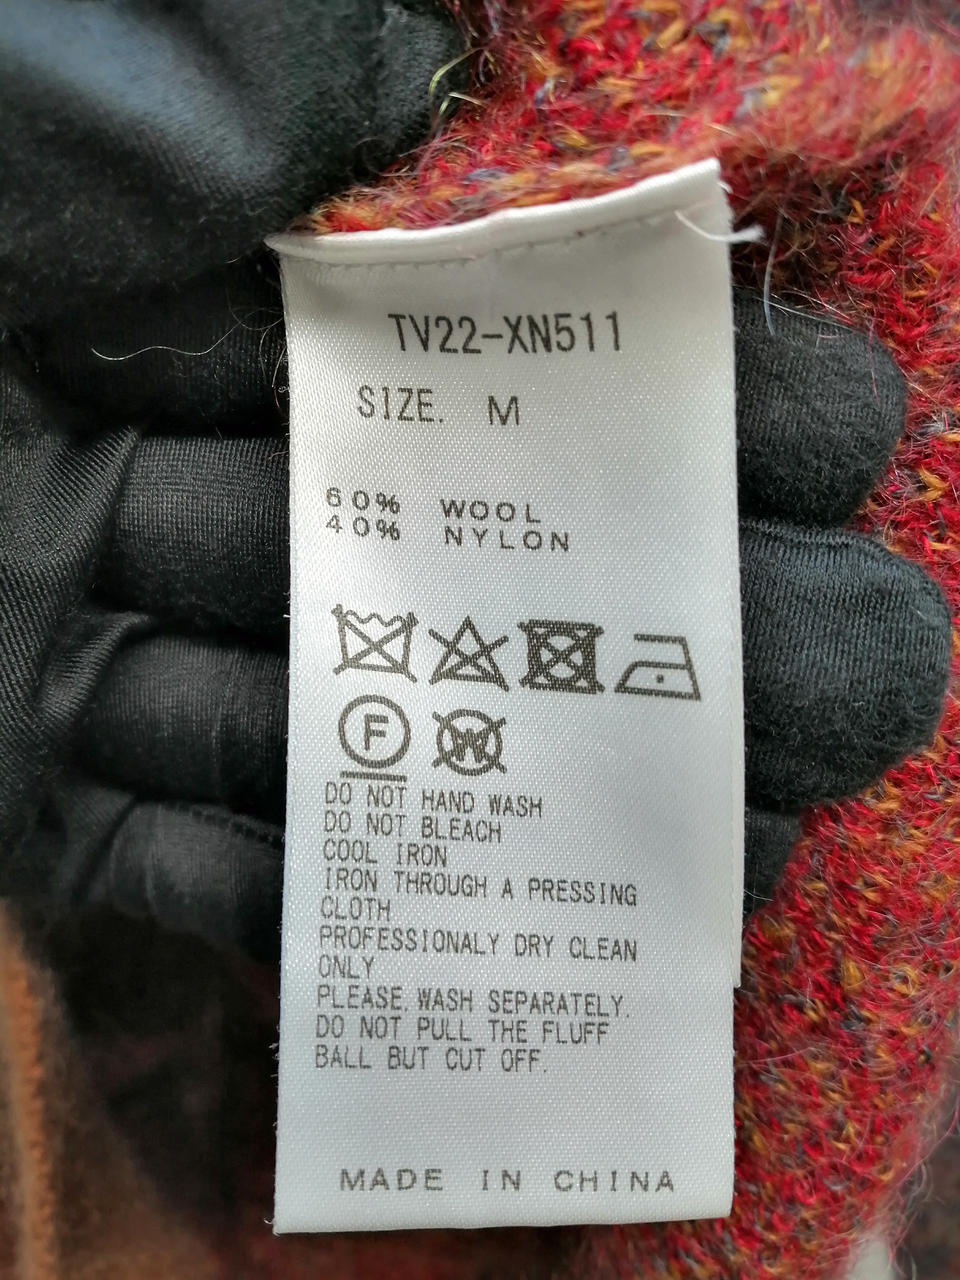 TV22-XN511
SIZE. M
60% WOOL
40% NYLON
F
W
DO NOT HAND WASH
DO NOT BLEACH
COOL IRON
IRON THROUGH A PRESSING
CLOTH
PROFESSIONALY DRY CLEAN
ONLY
PLEASE.WASH SEPARATELY.
DO NOT PULL THE FLUFF
BALL BUT CUT OFF.
MADE IN CHINA